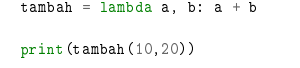 tambah = lambda a, b: a + b
print(tambah(10,20))